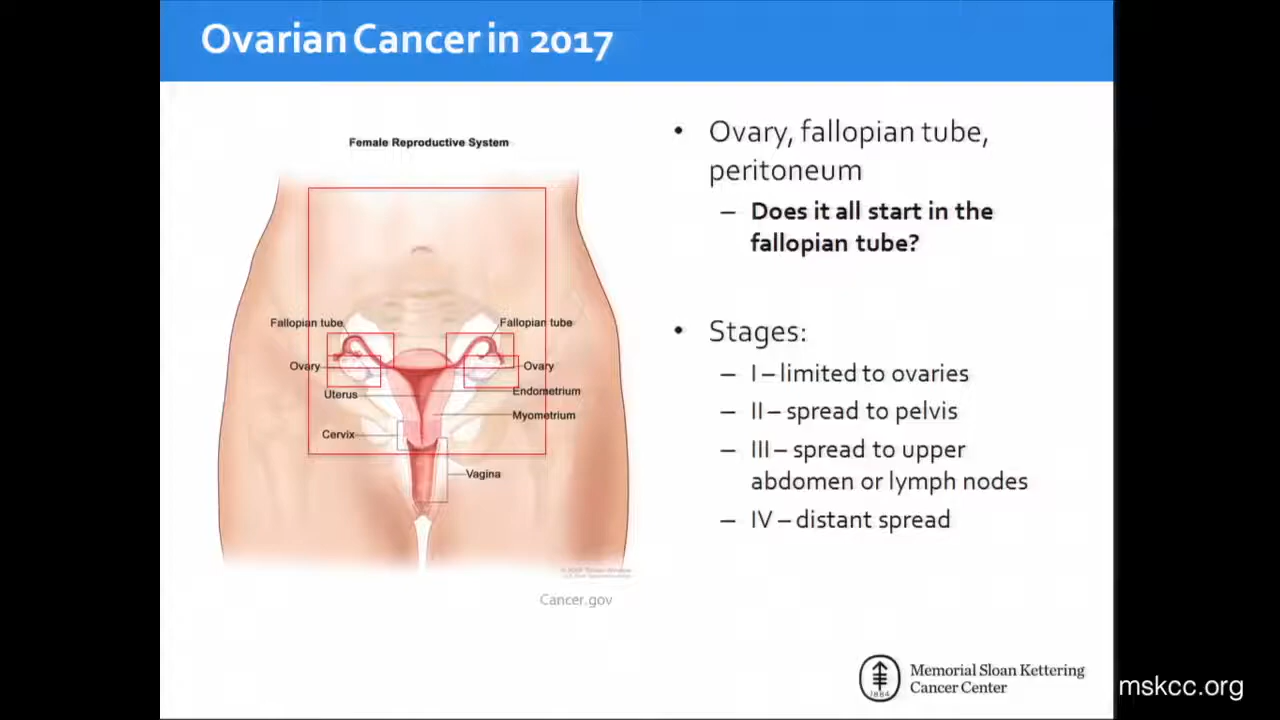 Ovarian Cancer in 2017
Female Reproductive System
Fallopian tube
Fallopian tube
Ovary
Ovary
Uterus
Endometrium
Myometrium
Cervix
Vagina
Cancer.gov
• Ovary, fallopian tube,
peritoneum
– Does it all start in the
fallopian tube?
• Stages:
– I – limited to ovaries
– II – spread to pelvis
– III – spread to upper
abdomen or lymph nodes
– IV – distant spread
1884
Memorial Sloan Kettering
Cancer Center
mskcc.org